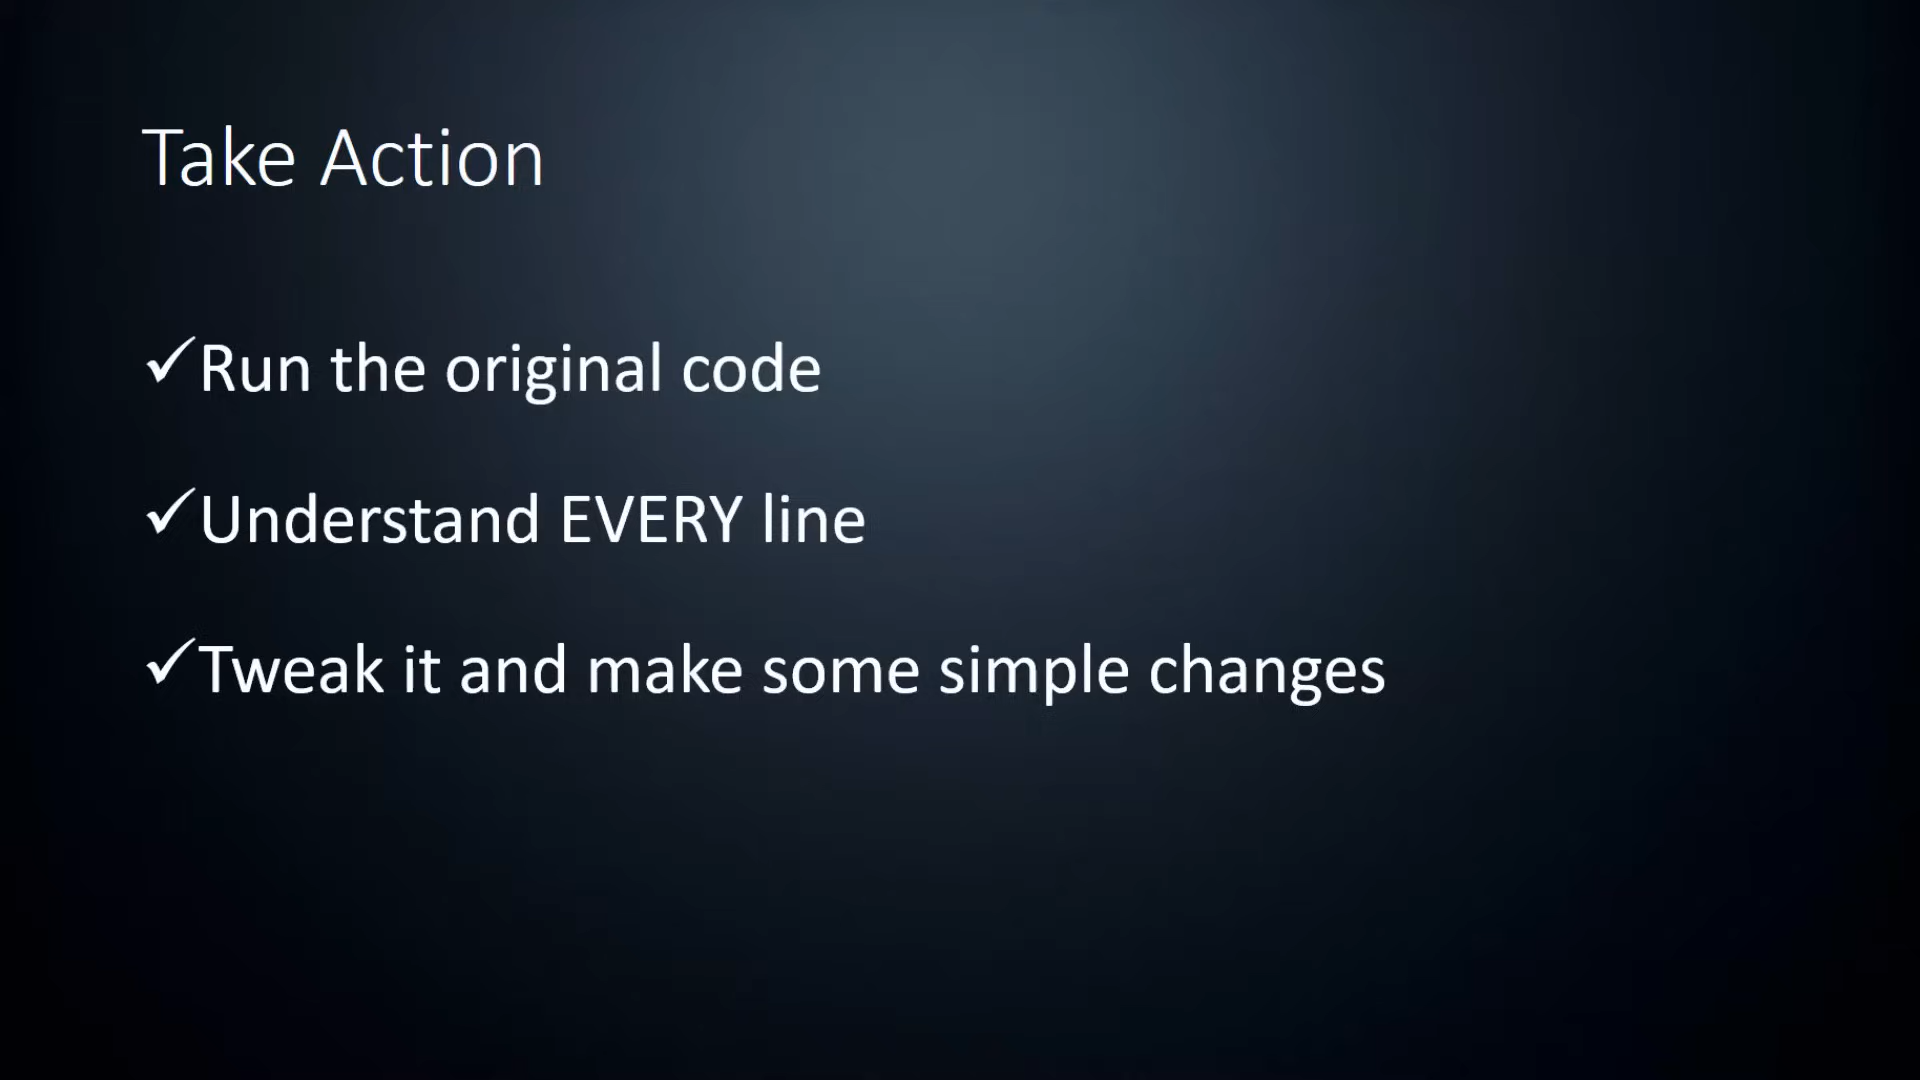 Take Action
✓Run the original code
✓Understand EVERY line
✓Tweak it and make some simple changes